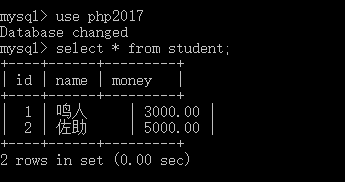 mysql> use php2017
Database changed
mysql> select * from student;
+----+------+---------+
| id | name | money   |
+----+------+---------+
|  1 | 鸣人   | 3000.00 |
|  2 | 佐助   | 5000.00 |
+----+------+---------+
2 rows in set (0.00 sec)